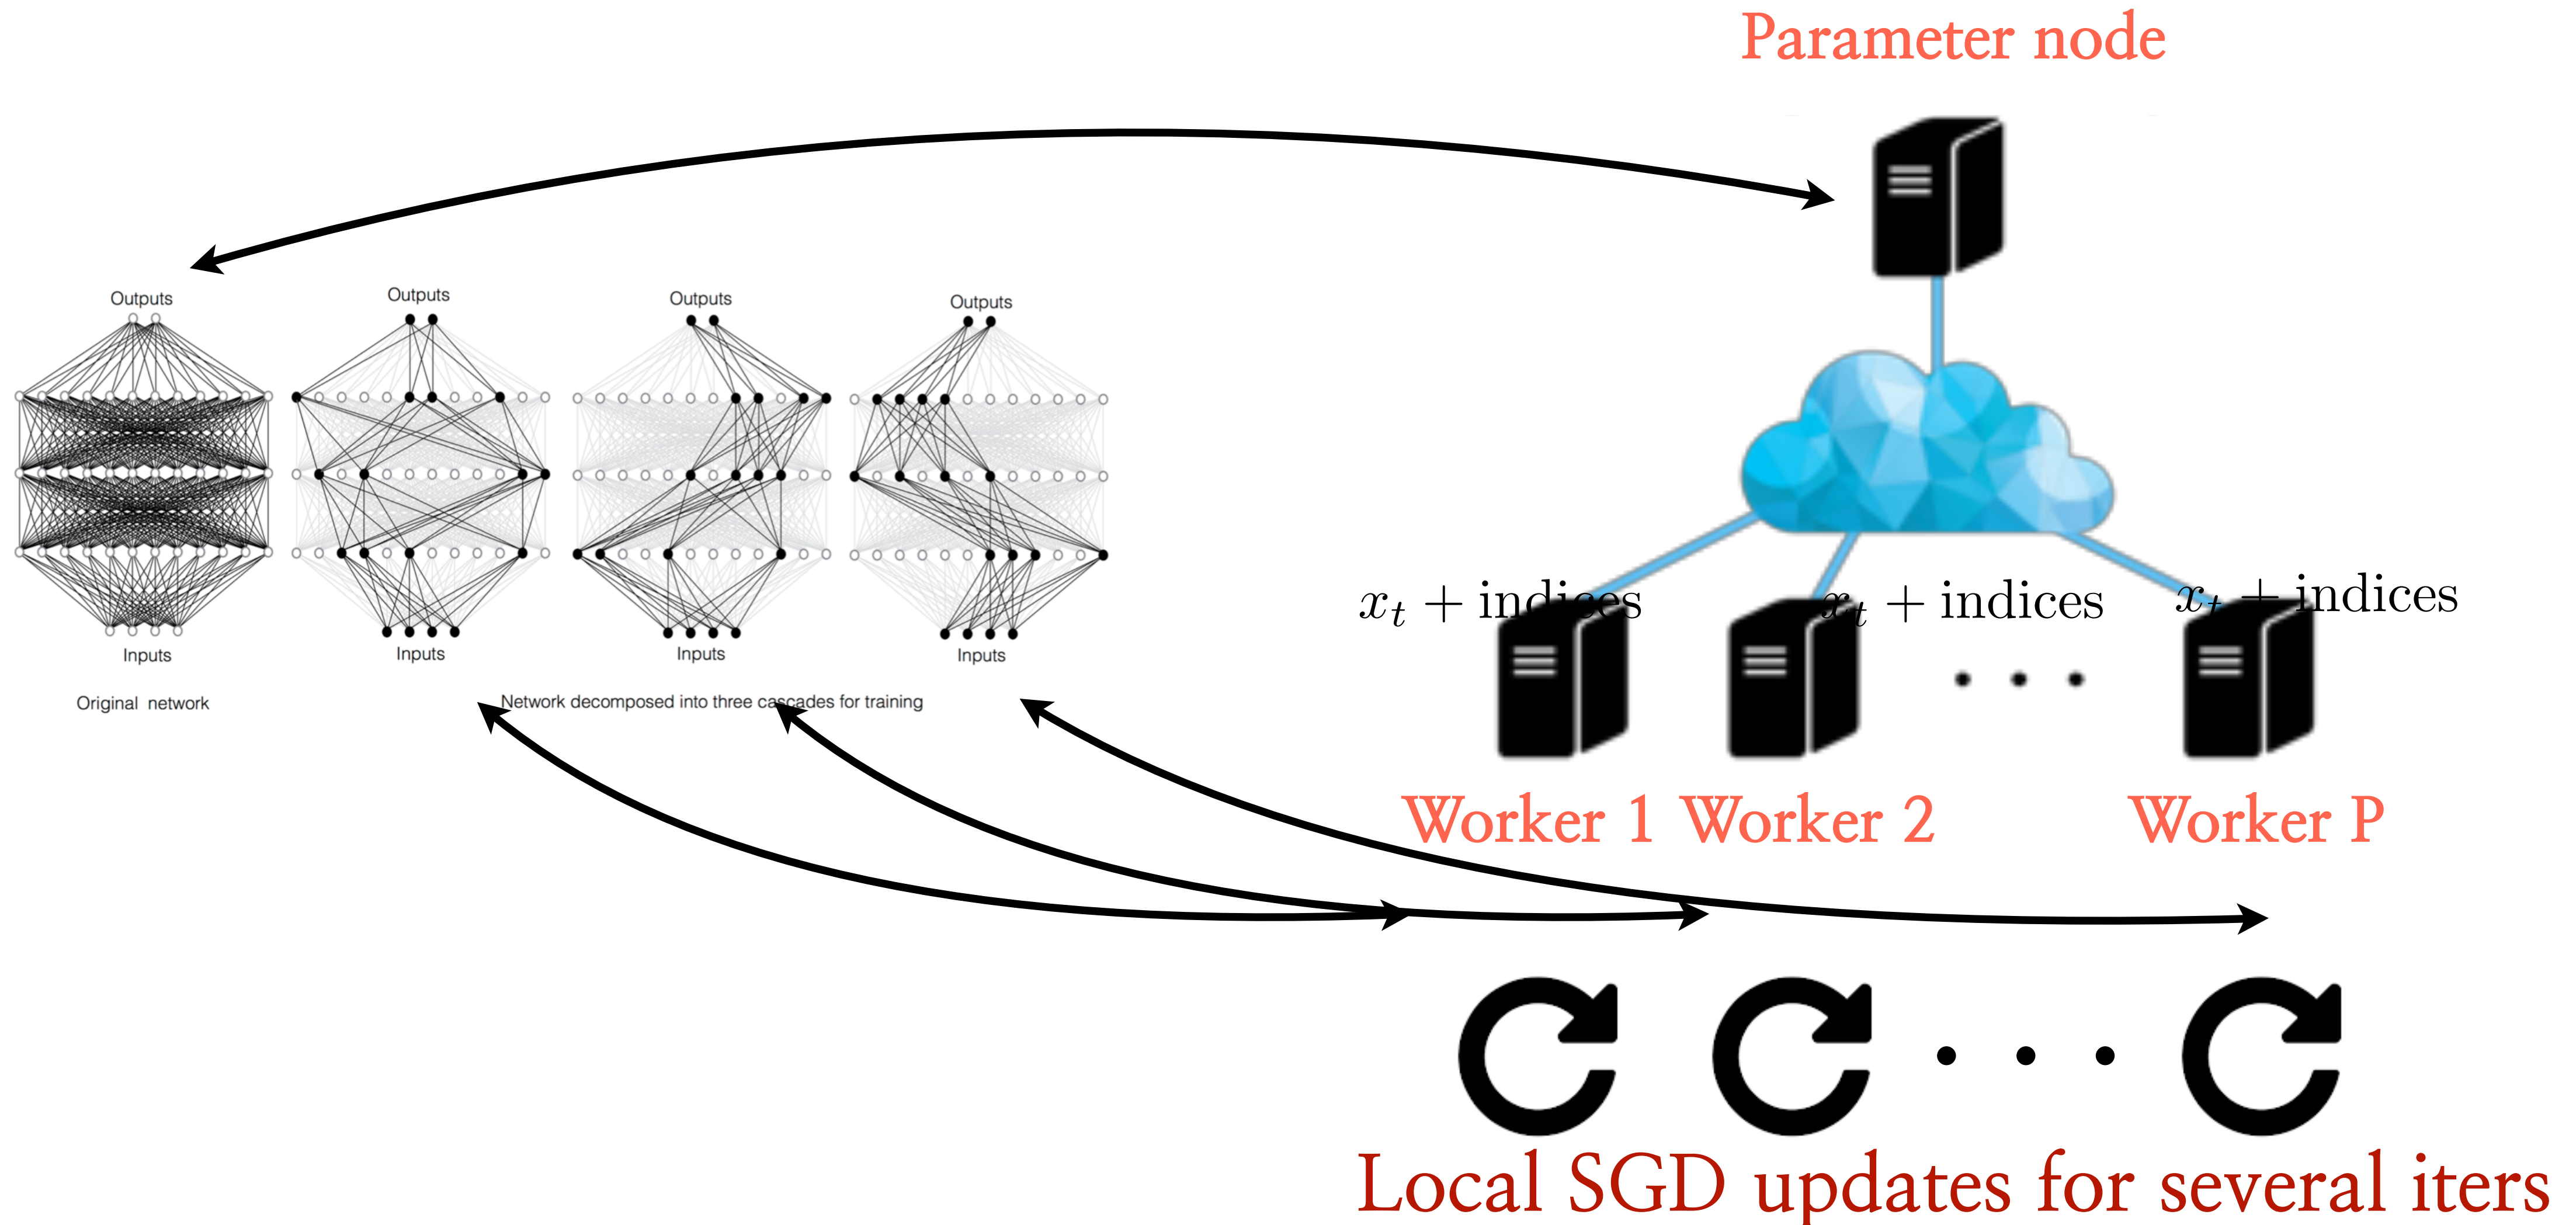 Parameter node
Outputs
Outputs
Outputs
Outputs
Inputs
Inputs
Inputs
Inputs
Original network
Network decomposed into three cascades for training
x_t + indices
x_t + indices
x_t + indices
Worker 1
Worker 2
Worker P
Local SGD updates for several iters